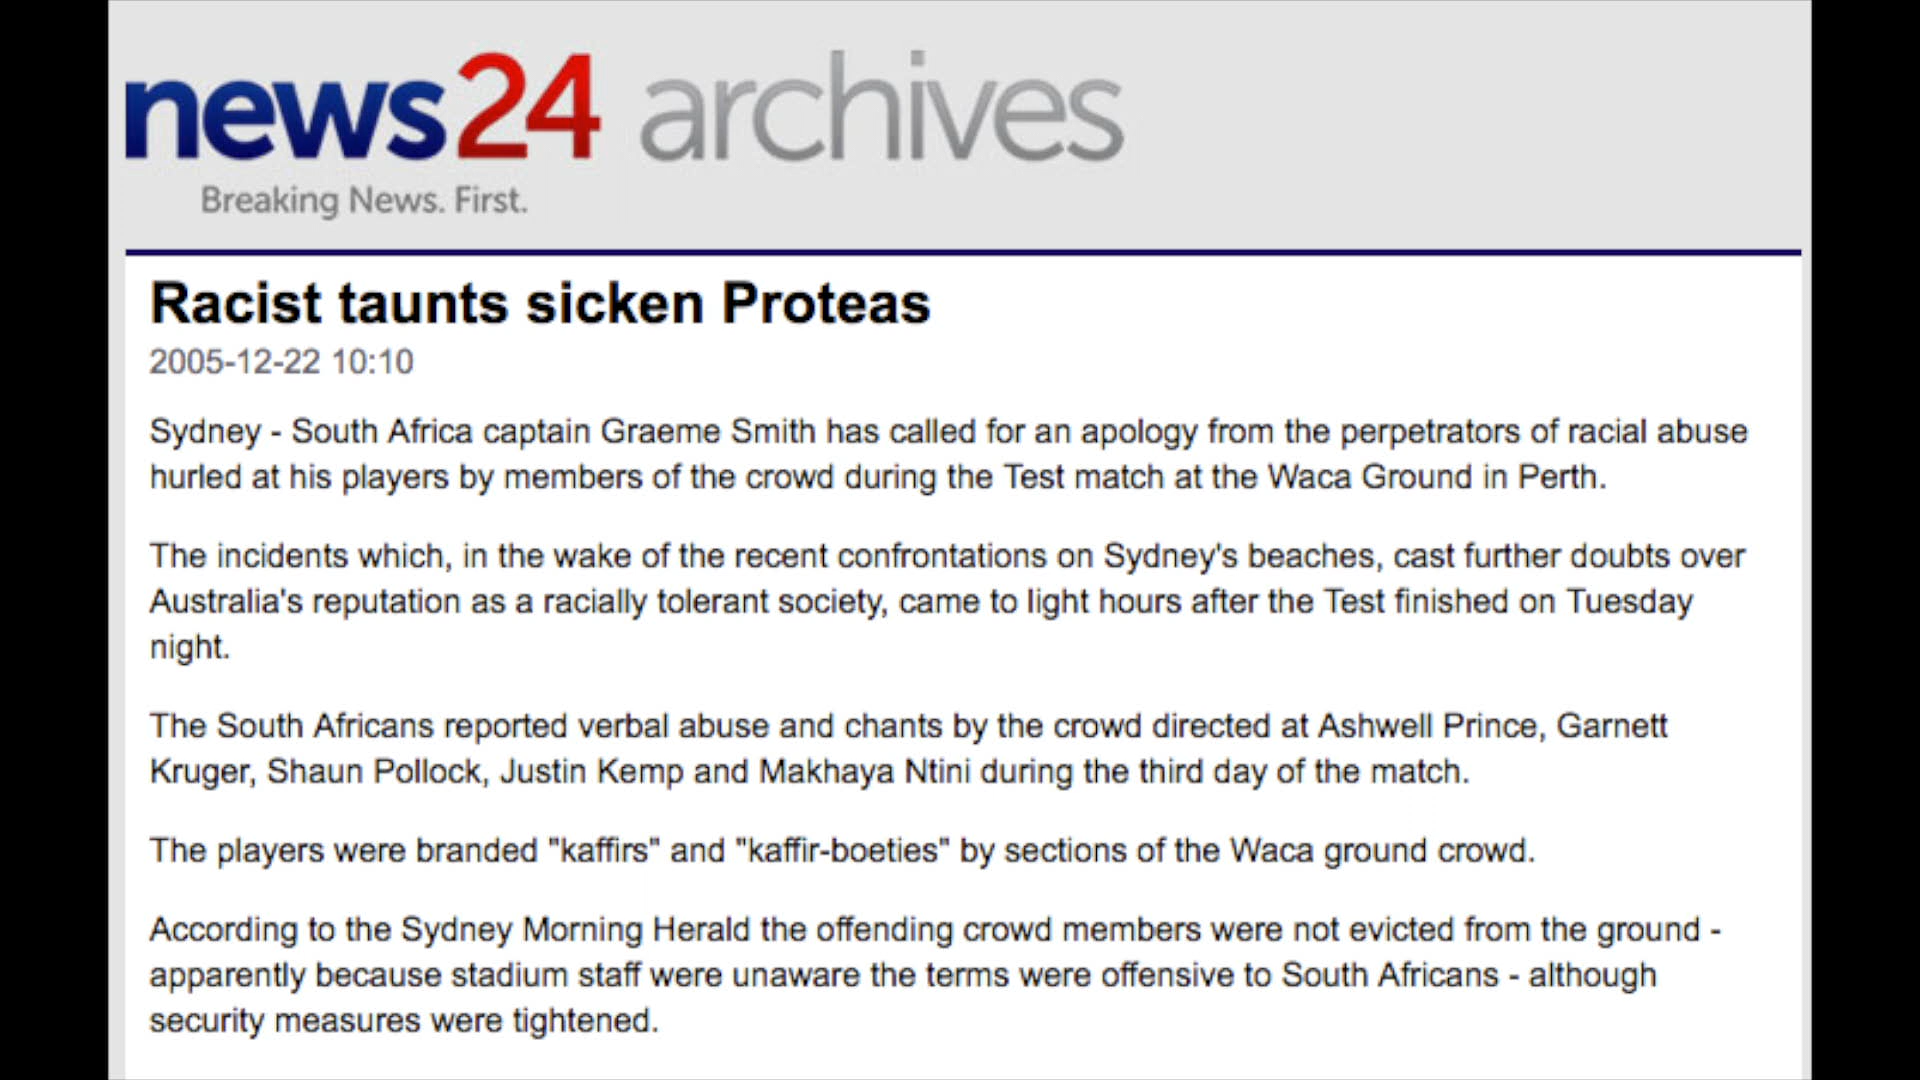 news24 archives
Breaking News. First.
Racist taunts sicken Proteas
2005-12-22 10:10
Sydney - South Africa captain Graeme Smith has called for an apology from the perpetrators of racial abuse
hurled at his players by members of the crowd during the Test match at the Waca Ground in Perth.
The incidents which, in the wake of the recent confrontations on Sydney's beaches, cast further doubts over
Australia's reputation as a racially tolerant society, came to light hours after the Test finished on Tuesday
night.
The South Africans reported verbal abuse and chants by the crowd directed at Ashwell Prince, Garnett
Kruger, Shaun Pollock, Justin Kemp and Makhaya Ntini during the third day of the match.
The players were branded "kaffirs" and "kaffir-boeties" by sections of the Waca ground crowd.
According to the Sydney Morning Herald the offending crowd members were not evicted from the ground -
apparently because stadium staff were unaware the terms were offensive to South Africans - although
security measures were tightened.